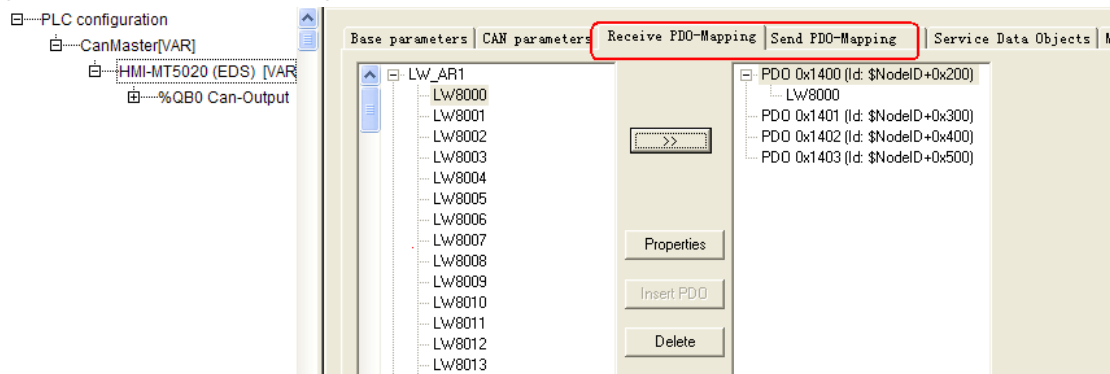 PLC configuration
CanMaster[VAR]
HMI-MT5020 (EDS) [VAR
%QB0 Can-Output
Base parameters CAN parameters Receive PDO-Mapping Send PDO-Mapping Service Data Objects M
LW_AR1
LW8000
LW8001
LW8002
LW8003
LW8004
LW8005
LW8006
LW8007
LW8008
LW8009
LW8010
LW8011
LW8012
LW8013
>>
Properties
Insert PDO
Delete
PDO 0x1400 (Id: $NodeID+0x200)
LW8000
PDO 0x1401 (Id: $NodeID+0x300)
PDO 0x1402 (Id: $NodeID+0x400)
PDO 0x1403 (Id: $NodeID+0x500)